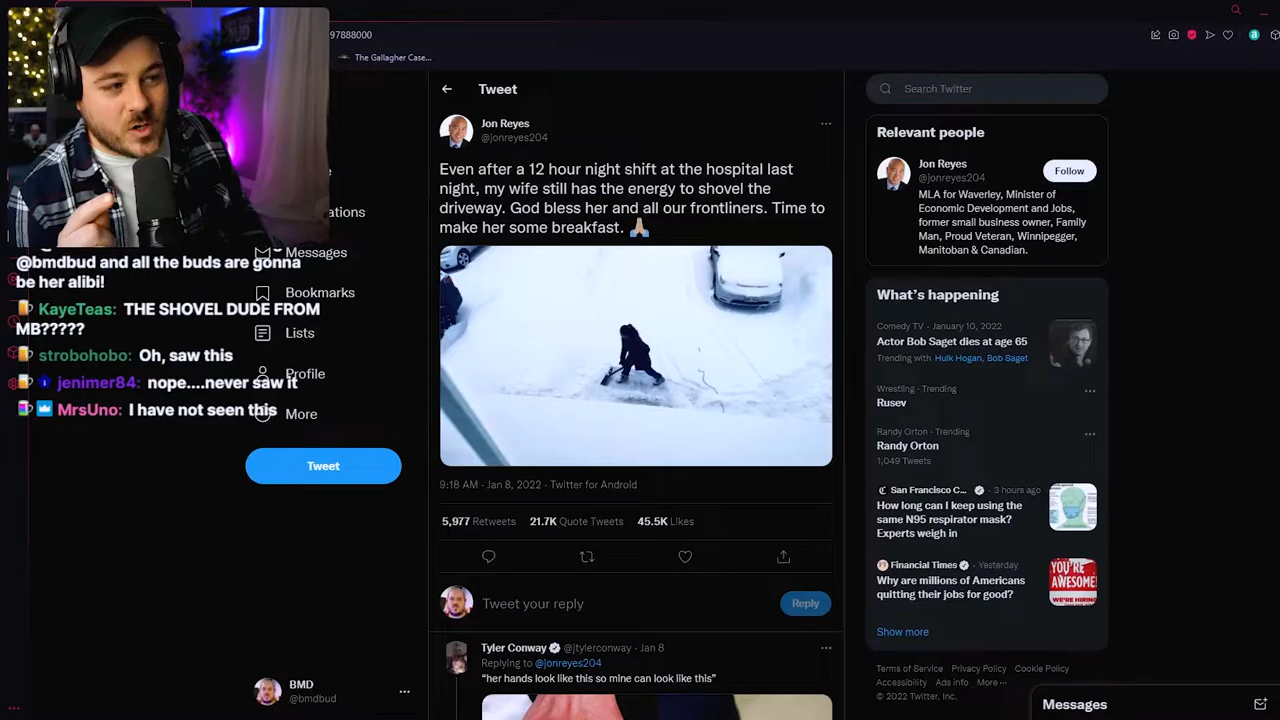 97888000
The Gallagher Case...
Tweet
Search Twitter
Jon Reyes
@jonreyes204
Even after a 12 hour night shift at the hospital last
night, my wife still has the energy to shovel the
driveway. God bless her and all our frontliners. Time to
make her some breakfast. 🙏🏼
9:18 AM · Jan 8, 2022 · Twitter for Android
5,977 Retweets 21.7K Quote Tweets 45.5K Likes
Tweet your reply
Reply
Tyler Conway @jtylerconway · Jan 8
Replying to @jonreyes204
“her hands look like this so mine can look like this”
Relevant people
Jon Reyes
@jonreyes204
Follow
MLA for Waverley, Minister of
Economic Development and Jobs,
former small business owner, Family
Man, Proud Veteran, Winnipegger,
Manitoban & Canadian.
What’s happening
Comedy TV · January 10, 2022
Actor Bob Saget dies at age 65
Trending with Hulk Hogan, Bob Saget
Wrestling · Trending
Rusev
Randy Orton · Trending
Randy Orton
1,049 Tweets
San Francisco C... · 3 hours ago
How long can I keep using the
same N95 respirator mask?
Experts weigh in
Financial Times · Yesterday
Why are millions of Americans
quitting their jobs for good?
YOU'RE
AWESOME!
WE'RE HIRING
Show more
Terms of Service Privacy Policy Cookie Policy
Accessibility Ads info More ···
© 2022 Twitter, Inc.
Messages
ations
Messages
Bookmarks
Lists
Profile
More
Tweet
BMD
@bmdbud
@bmdbud and all the buds are gonna
be her alibi!
KayeTeas: THE SHOVEL DUDE FROM
MB?????
strobohobo: Oh, saw this
jenimer84: nope....never saw it
MrsUno: I have not seen this